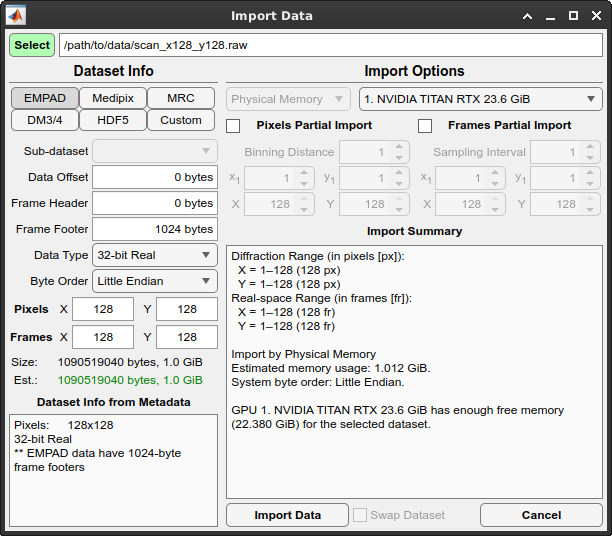 Import Data
Select
/path/to/data/scan_x128_y128.raw
Dataset Info
EMPAD
Medipix
MRC
DM3/4
HDF5
Custom
Sub-dataset
Data Offset
0 bytes
Frame Header
0 bytes
Frame Footer
1024 bytes
Data Type
32-bit Real
Byte Order
Little Endian
Pixels X 128 Y 128
Frames X 128 Y 128
Size: 1090519040 bytes, 1.0 GiB
Est.: 1090519040 bytes, 1.0 GiB
Dataset Info from Metadata
Pixels: 128x128
32-bit Real
** EMPAD data have 1024-byte
frame footers
Import Options
Physical Memory
1. NVIDIA TITAN RTX 23.6 GiB
Pixels Partial Import
Frames Partial Import
Binning Distance 1
Sampling Interval 1
x1 1 y1 1
x1 1 y1 1
X 128 Y 128
X 128 Y 128
Import Summary
Diffraction Range (in pixels [px]):
X = 1–128 (128 px)
Y = 1–128 (128 px)
Real-space Range (in frames [fr]):
X = 1–128 (128 fr)
Y = 1–128 (128 fr)
Import by Physical Memory
Estimated memory usage: 1.012 GiB.
System byte order: Little Endian.
GPU 1. NVIDIA TITAN RTX 23.6 GiB has enough free memory
(22.380 GiB) for the selected dataset.
Import Data
Swap Dataset
Cancel